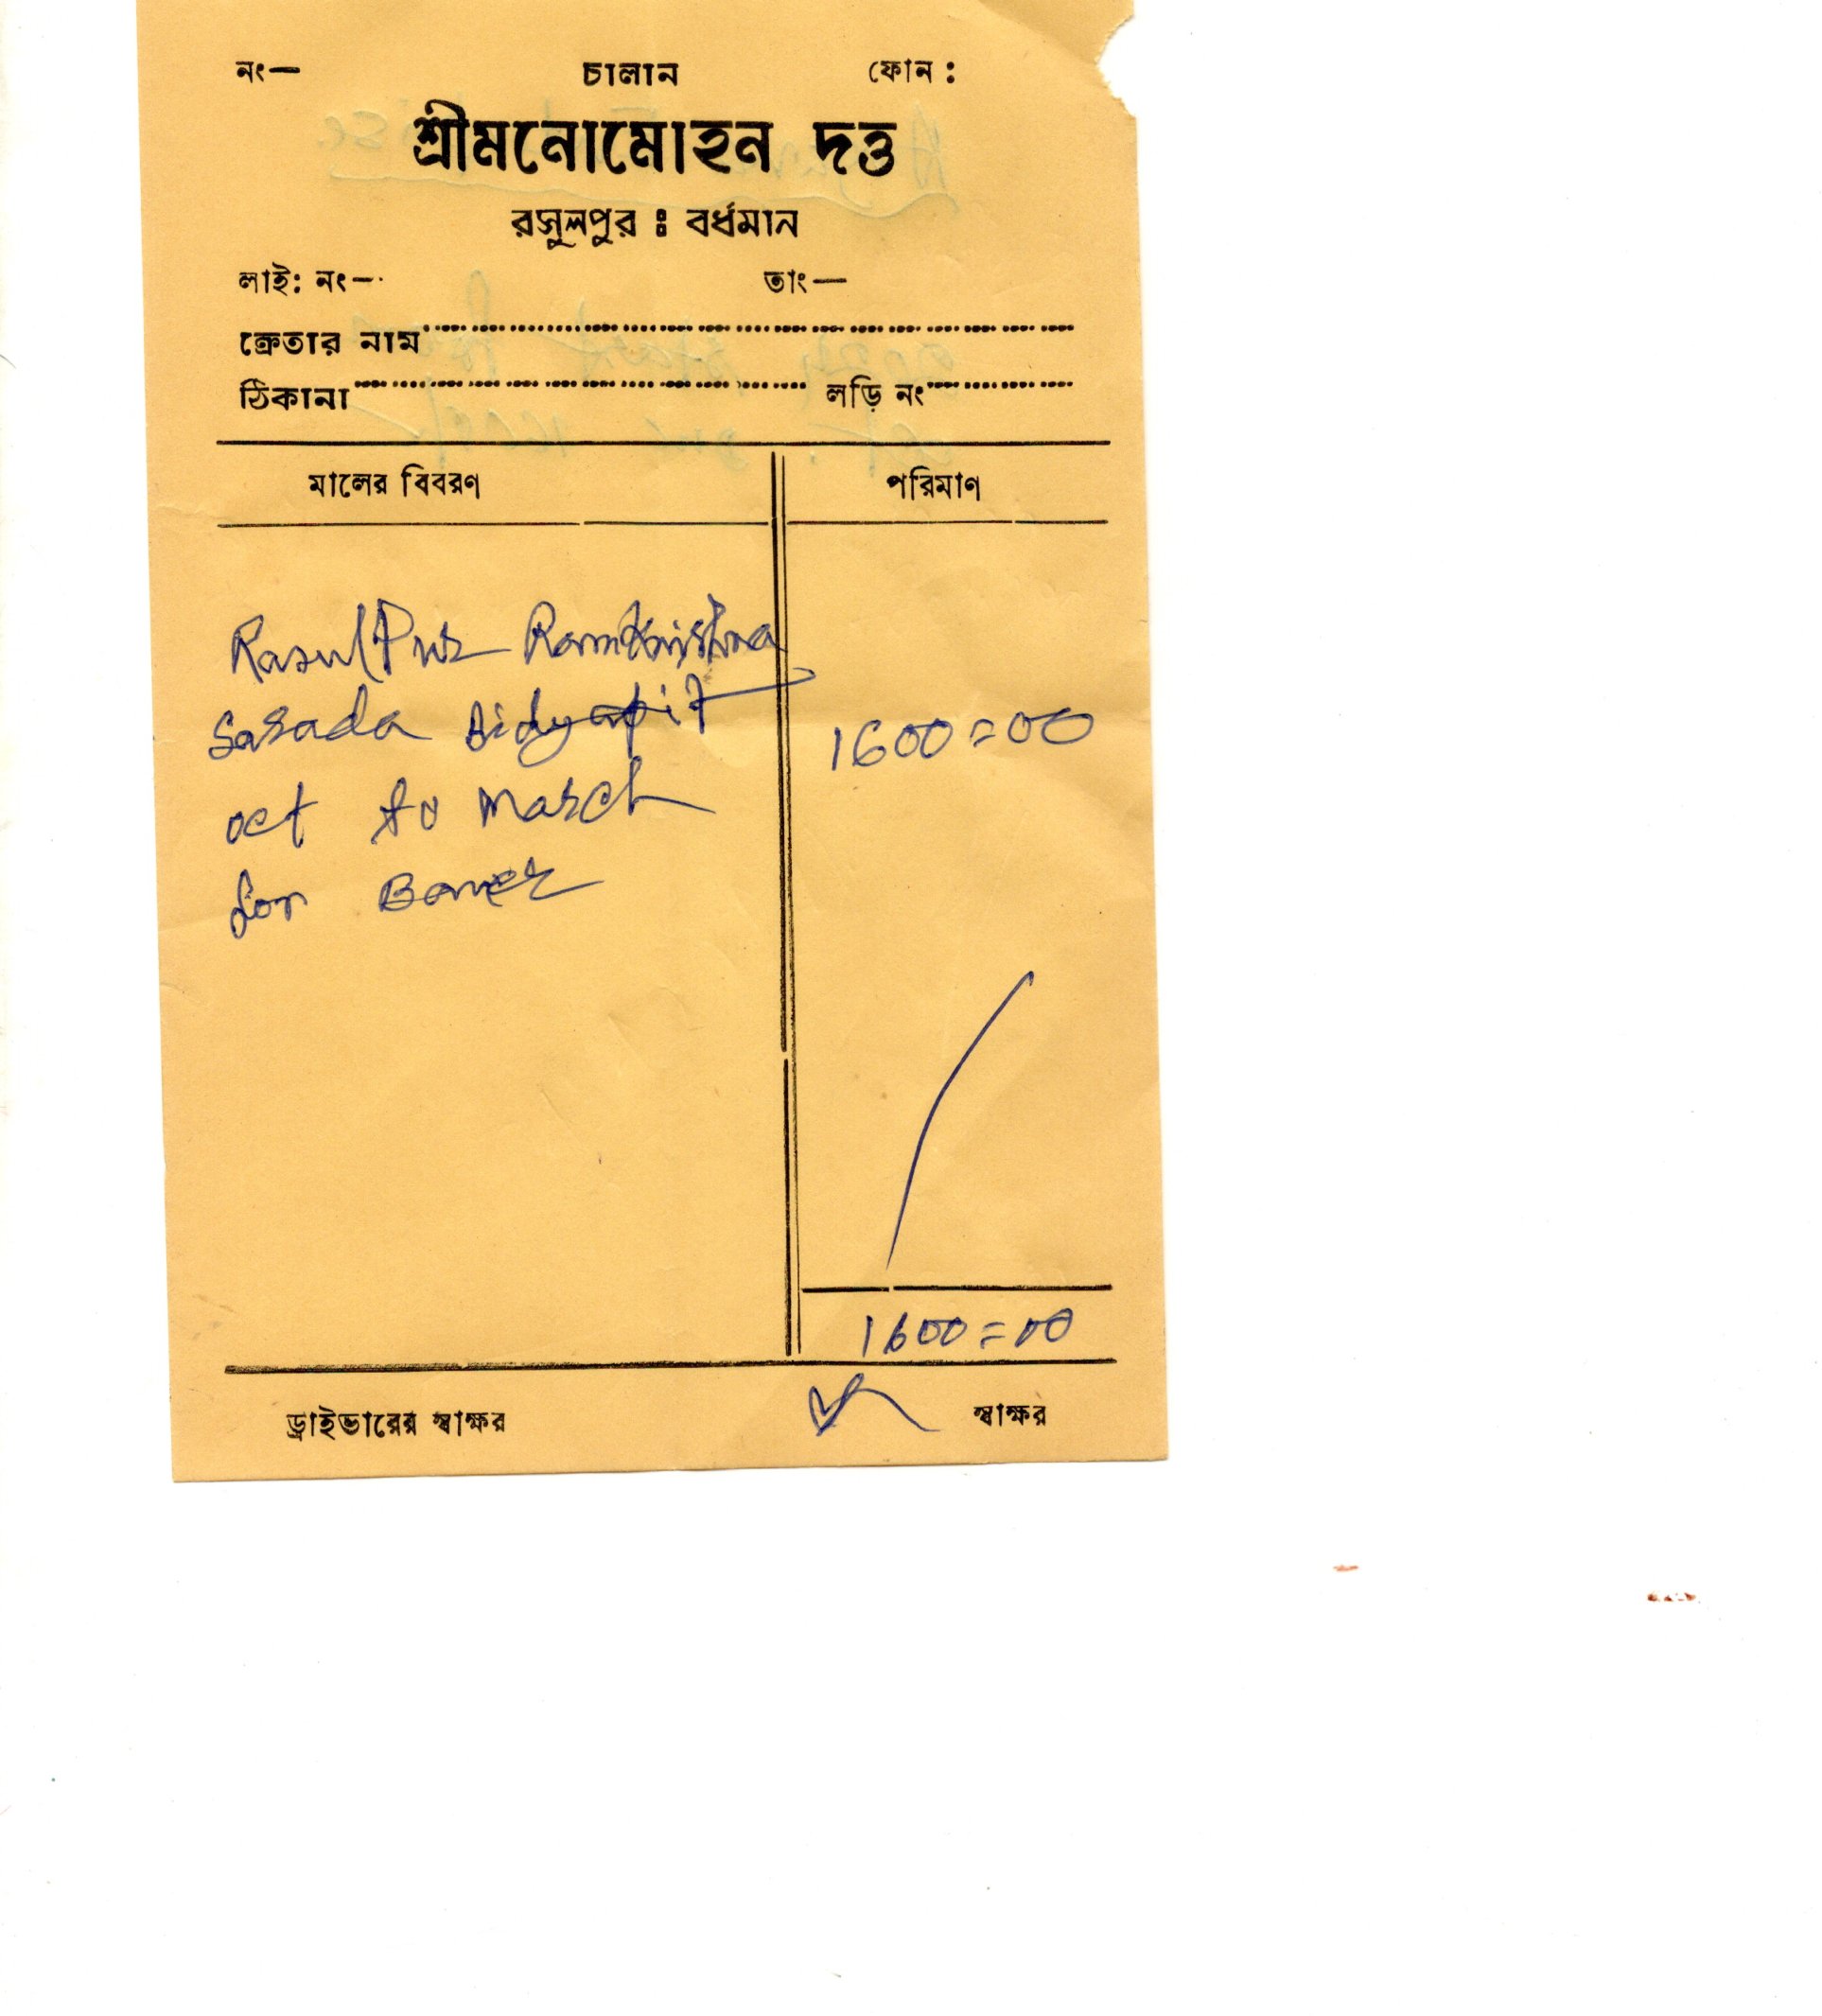 নং— চালান ফোন :
শ্রীমনোমোহন দত্ত
রসুলপুর : বর্ধমান
লাই: নং— তাং—
ক্রেতার নাম
ঠিকানা লড়ি নং
মালের বিবরণ পরিমাণ
RasulPur Ramkrishna
Sarada Bidyapit
1600=00
oct to March
for
1600=00
ড্রাইভারের স্বাক্ষর স্বাক্ষর